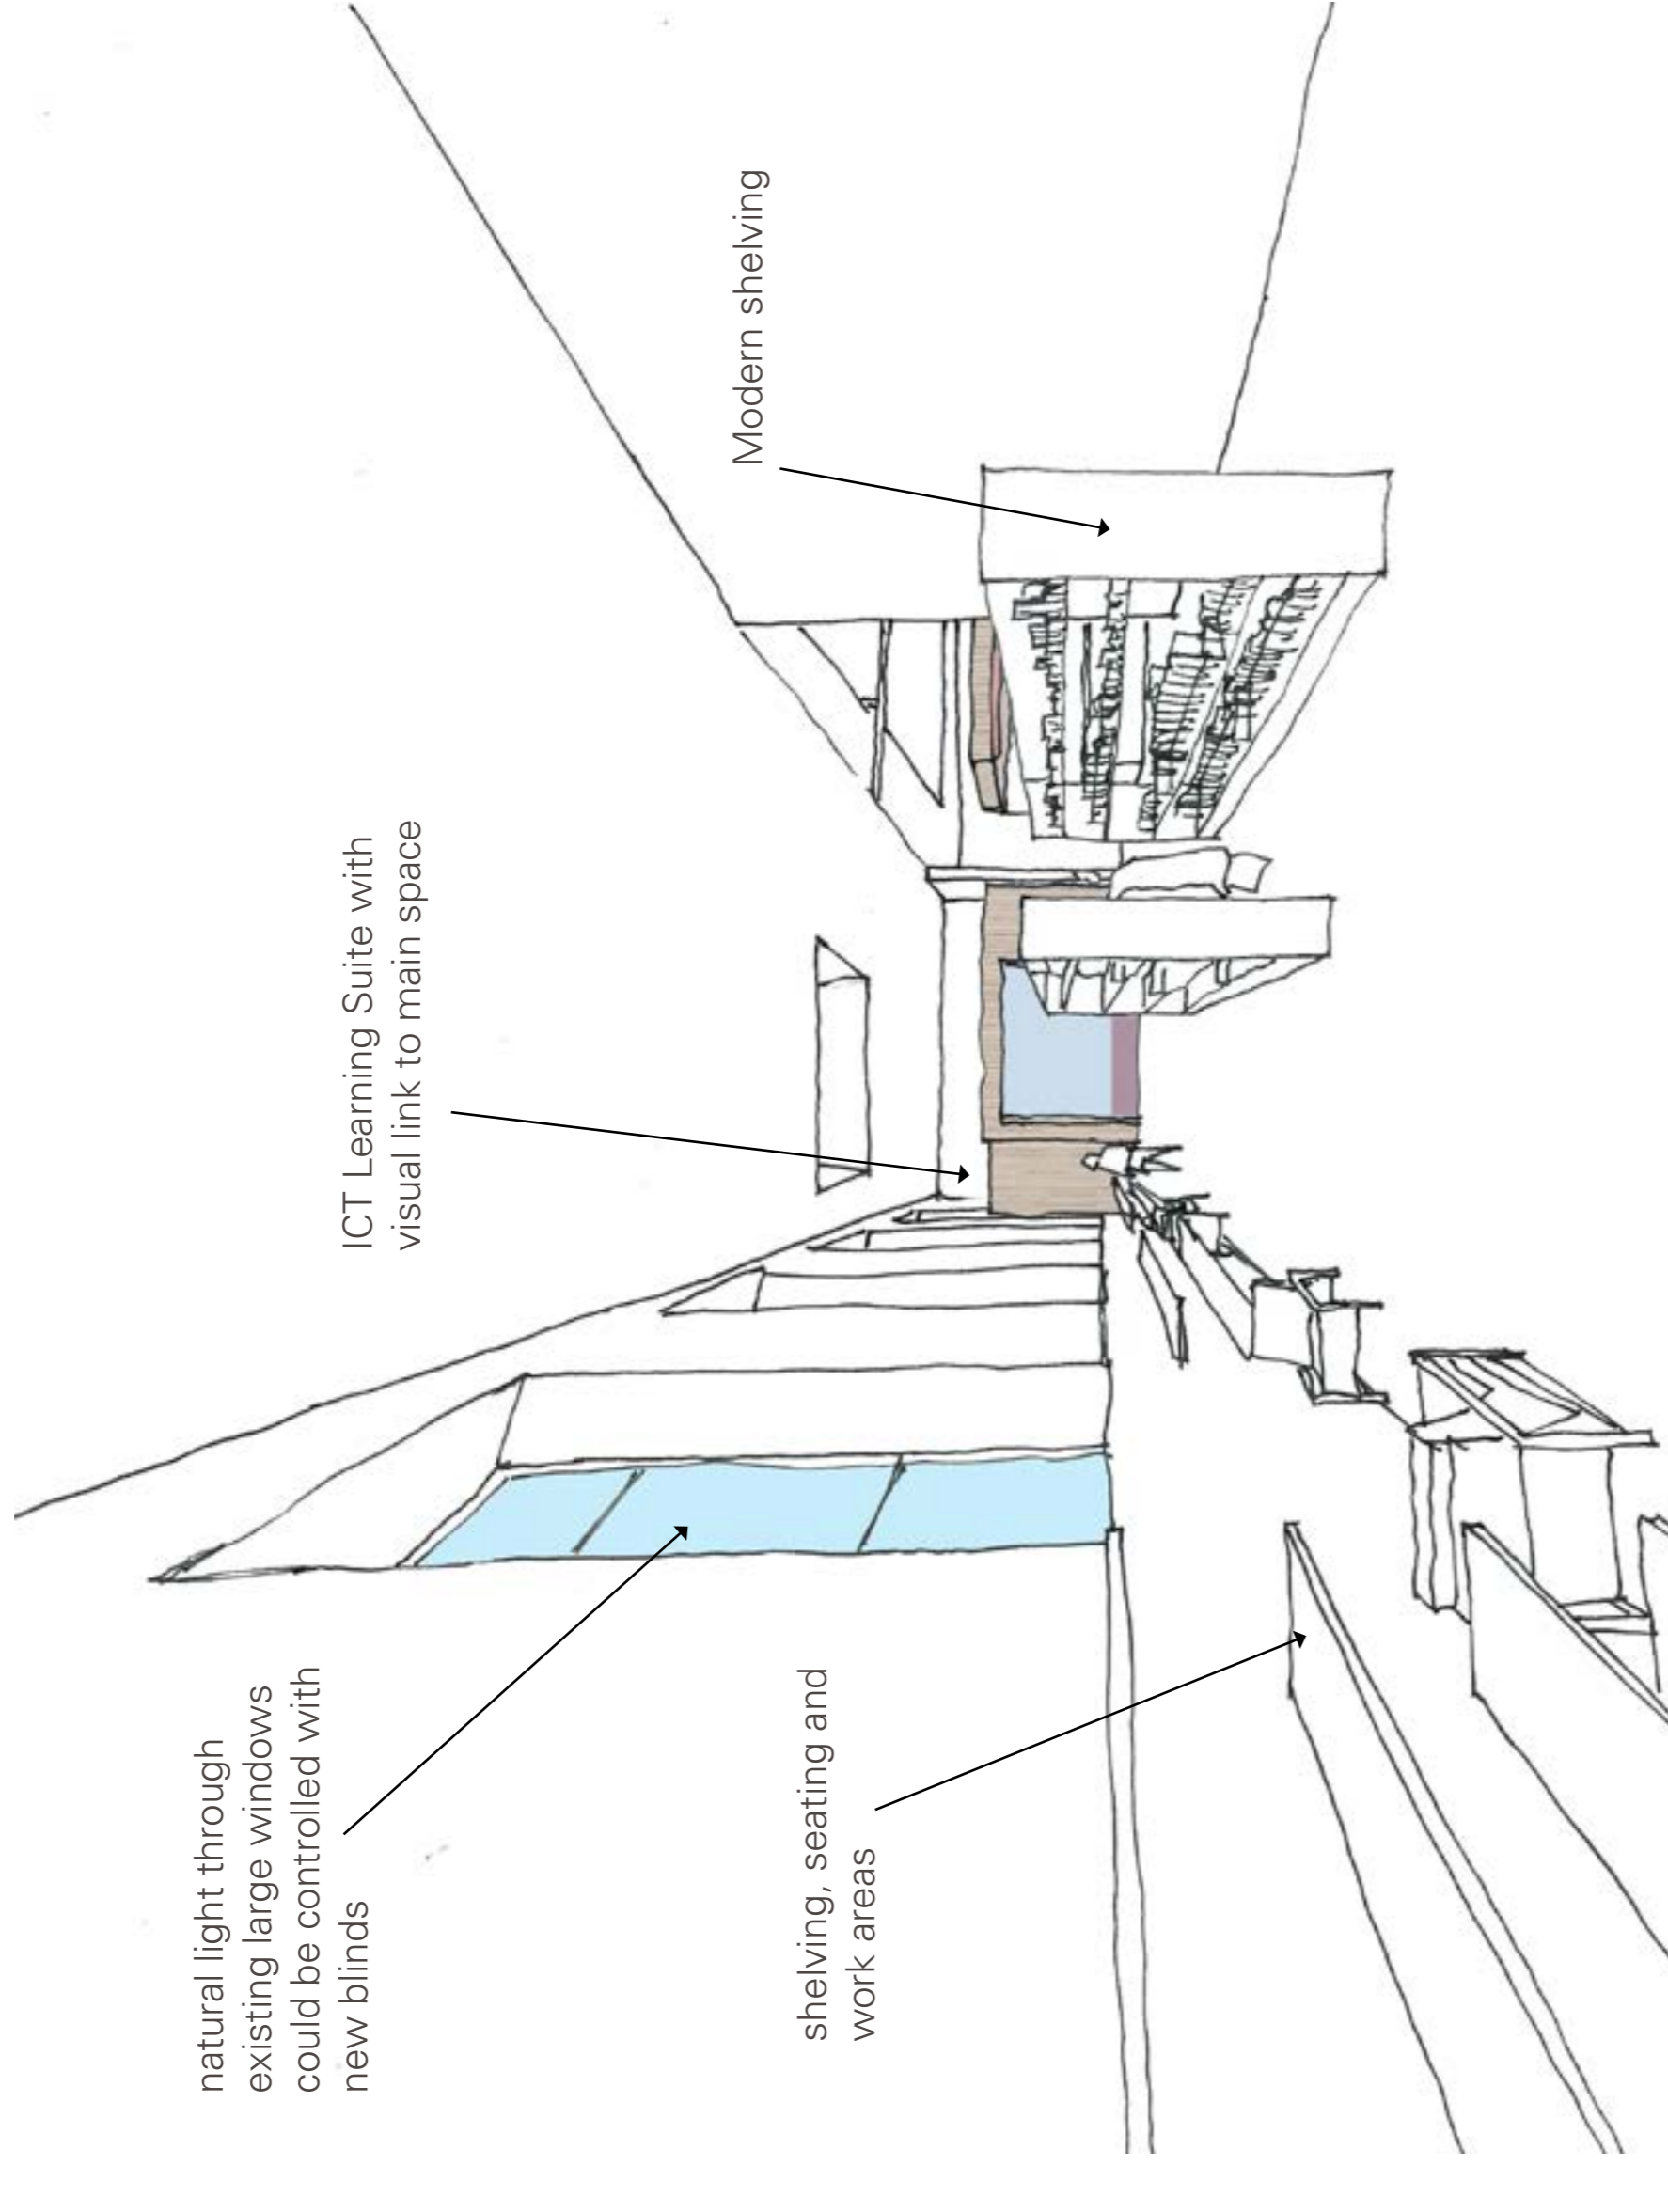 natural light through
existing large windows
could be controlled with
new blinds
ICT Learning Suite with
visual link to main space
Modern shelving
shelving, seating and
work areas